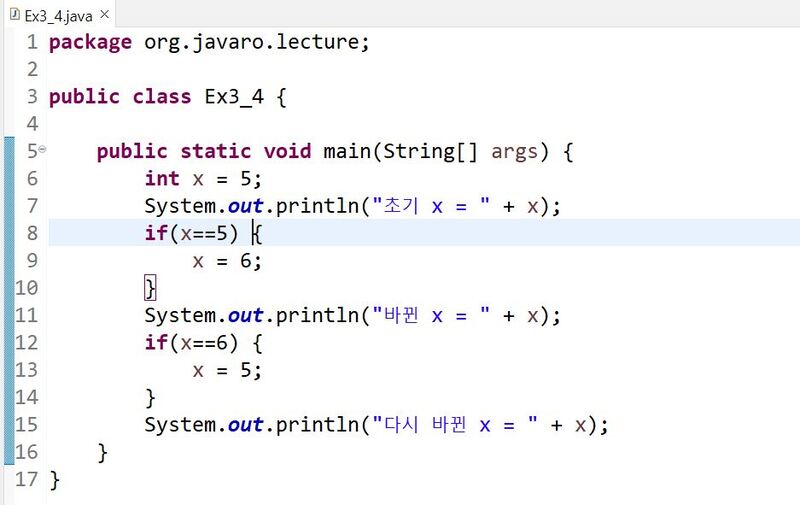 Ex3_4.java
1 package org.javaro.lecture;
2
3 public class Ex3_4 {
4
5     public static void main(String[] args) {
6         int x = 5;
7         System.out.println("초기 x = " + x);
8         if(x==5) {
9             x = 6;
10         }
11         System.out.println("바뀐 x = " + x);
12         if(x==6) {
13             x = 5;
14         }
15         System.out.println("다시 바뀐 x = " + x);
16     }
17 }